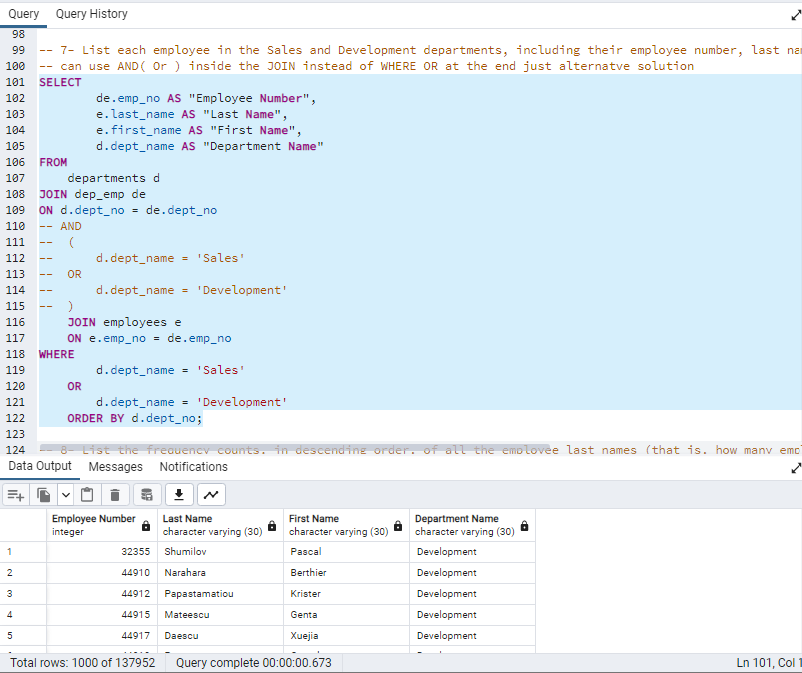 Query Query History
98
99 -- 7- List each employee in the Sales and Development departments, including their employee number, last
100 -- can use AND( Or ) inside the JOIN instead of WHERE OR at the end just alternatve solution
101 SELECT
102 de.emp_no AS "Employee Number",
103 e.last_name AS "Last Name",
104 e.first_name AS "First Name",
105 d.dept_name AS "Department Name"
106 FROM
107 departments d
108 JOIN dep_emp de
109 ON d.dept_no = de.dept_no
110 -- AND
111 -- (
112 -- d.dept_name = 'Sales'
113 -- OR
114 -- d.dept_name = 'Development'
115 -- )
116 JOIN employees e
117 ON e.emp_no = de.emp_no
118 WHERE
119 d.dept_name = 'Sales'
120 OR
121 d.dept_name = 'Development'
122 ORDER BY d.dept_no;
123
124 -- 8- List the frequency counts, in descending order, of all the employee last names (that is, how many
Data Output Messages Notifications
Employee Number Last Name First Name Department Name
integer character varying (30) character varying (30) character varying (30)
1 32355 Shumilov Pascal Development
2 44910 Narahara Berthier Development
3 44912 Papastamatiou Krister Development
4 44915 Mateescu Genta Development
5 44917 Daescu Xuejia Development
Total rows: 1000 of 137952 Query complete 00:00:00.673 Ln 101, Col 1